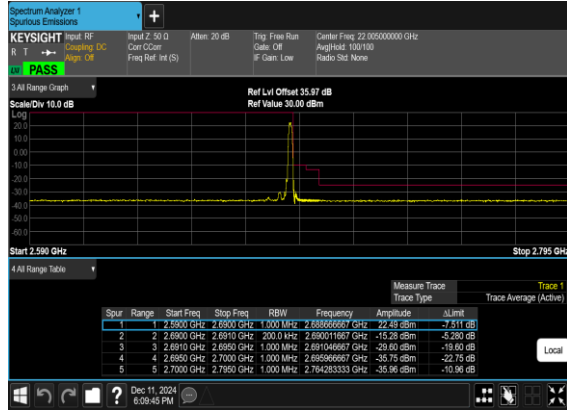 Spectrum Analyzer 1
Spurious Emissions
+
KEYSIGHT Input: RF Input Z: 50 Ω Atten: 20 dB Trig: Free Run Center Freq: 22.005000000 GHz
R T Coupling: DC Corr CCorr Gate: Off Avg|Hold: 100/100
Align: Off Freq Ref: Int (S) IF Gain: Low Radio Std: None
PASS
3 All Range Graph Ref Lvl Offset 35.97 dB
Scale/Div 10.0 dB Ref Value 30.00 dBm
Log
20.0
10.0
0.00
-10.0
-20.0
-30.0
-40.0
-50.0
-60.0
Start 2.590 GHz Stop 2.795 GHz
4 All Range Table
Measure Trace Trace 1
Trace Type Trace Average (Active)
Spur Range Start Freq Stop Freq RBW Frequency Amplitude ΔLimit
1 1 2.5900 GHz 2.6900 GHz 1.000 MHz 2.688666667 GHz 22.49 dBm -7.511 dB
2 2 2.6900 GHz 2.6910 GHz 200.0 kHz 2.690011667 GHz -15.28 dBm -5.280 dB
3 3 2.6910 GHz 2.6950 GHz 1.000 MHz 2.691046667 GHz -29.60 dBm -19.60 dB
4 4 2.6950 GHz 2.7000 GHz 1.000 MHz 2.695966667 GHz -35.75 dBm -22.75 dB
5 5 2.7000 GHz 2.7950 GHz 1.000 MHz 2.764283333 GHz -35.96 dBm -10.96 dB
Local
? Dec 11, 2024
6:09:45 PM